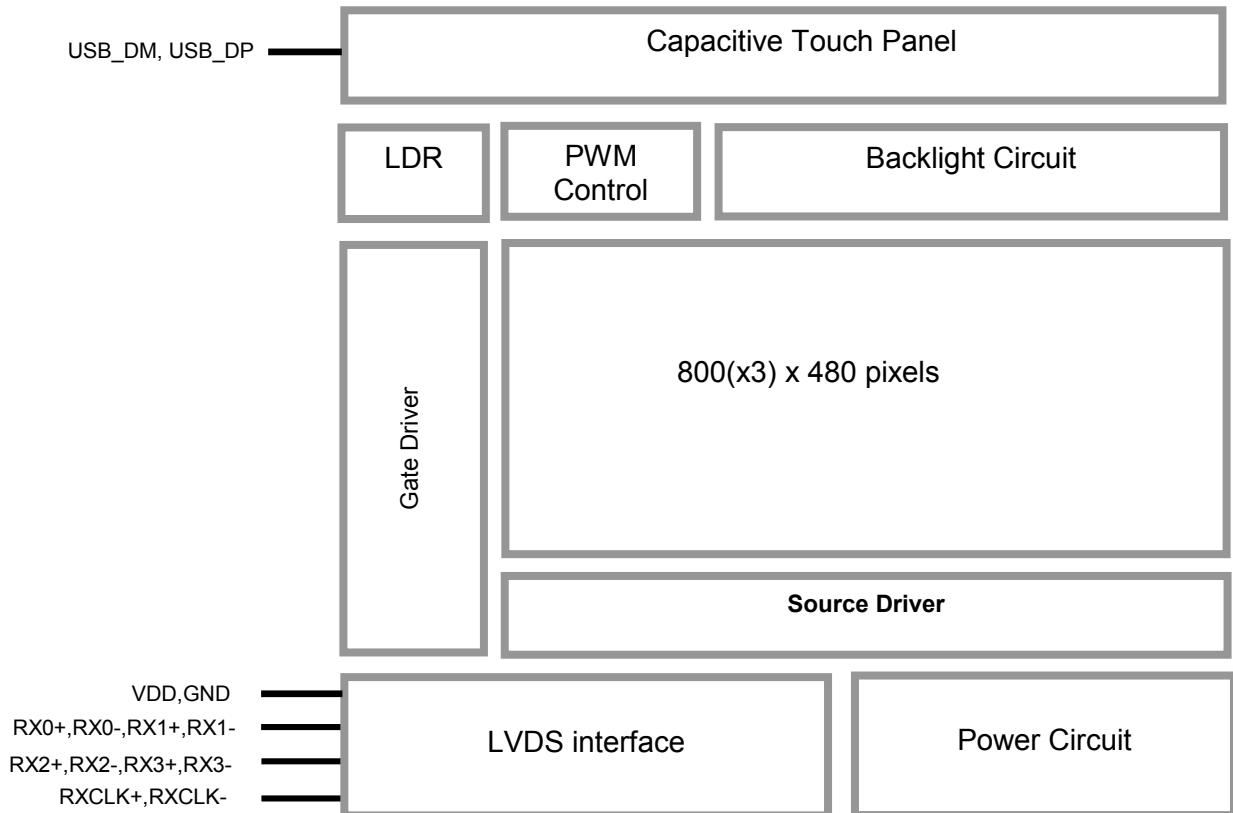 Capacitive Touch Panel
USB_DM, USB_DP
LDR
PWM
Control
Backlight Circuit
800(x3) x 480 pixels
Gate Driver
Source Driver
VDD,GND
RX0+,RX0-,RX1+,RX1-
RX2+,RX2-,RX3+,RX3-
RXCLK+,RXCLK-
LVDS interface
Power Circuit